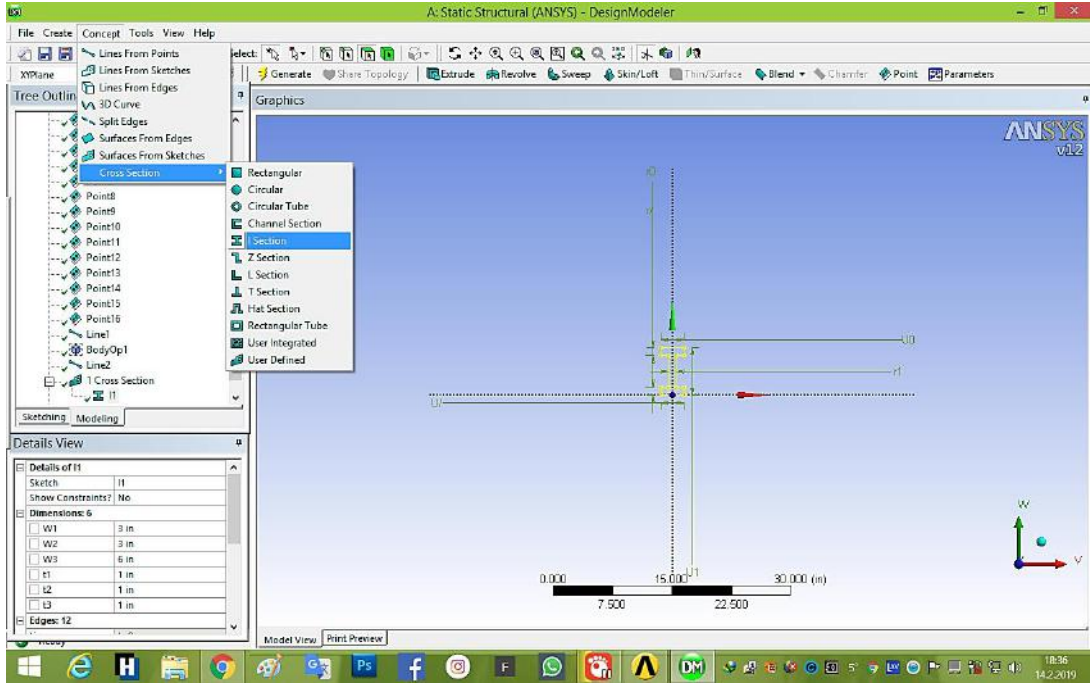 A: Static Structural (ANSYS) - DesignModeler
File Create Concept Tools View Help
Select:
XYPlane
Generate Share Topology Extrude Revolve Sweep Skin/Loft Thin/Surface Blend Chamfer Point Parameters
Lines From Points
Lines From Sketches
Lines From Edges
3D Curve
Split Edges
Surfaces From Edges
Surfaces From Sketches
Cross Section
Rectangular
Circular
Circular Tube
Channel Section
I Section
Z Section
L Section
T Section
Hat Section
Rectangular Tube
User Integrated
User Defined
Tree Outlin
Point8
Point9
Point10
Point11
Point12
Point13
Point14
Point15
Point16
Line1
BodyOp1
Line2
1 Cross Section
I1
Sketching Modeling
Details View
Details of I1
Sketch I1
Show Constraints? No
Dimensions: 6
W1 3 in
W2 3 in
W3 6 in
t1 1 in
t2 1 in
t3 1 in
Edges: 12
Graphics
ANSYS
v12
0.000 15.000 30.000 (in)
7.500 22.500
W
V
Model View Print Preview
DM
18:36
14.2.2019